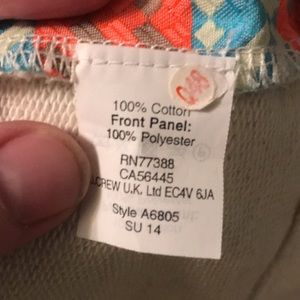 100% Cotton
Front Panel:
100% Polyester
RN77388
CA56445
J.CREW U.K. Ltd EC4V 6JA
Style A6805
SU 14